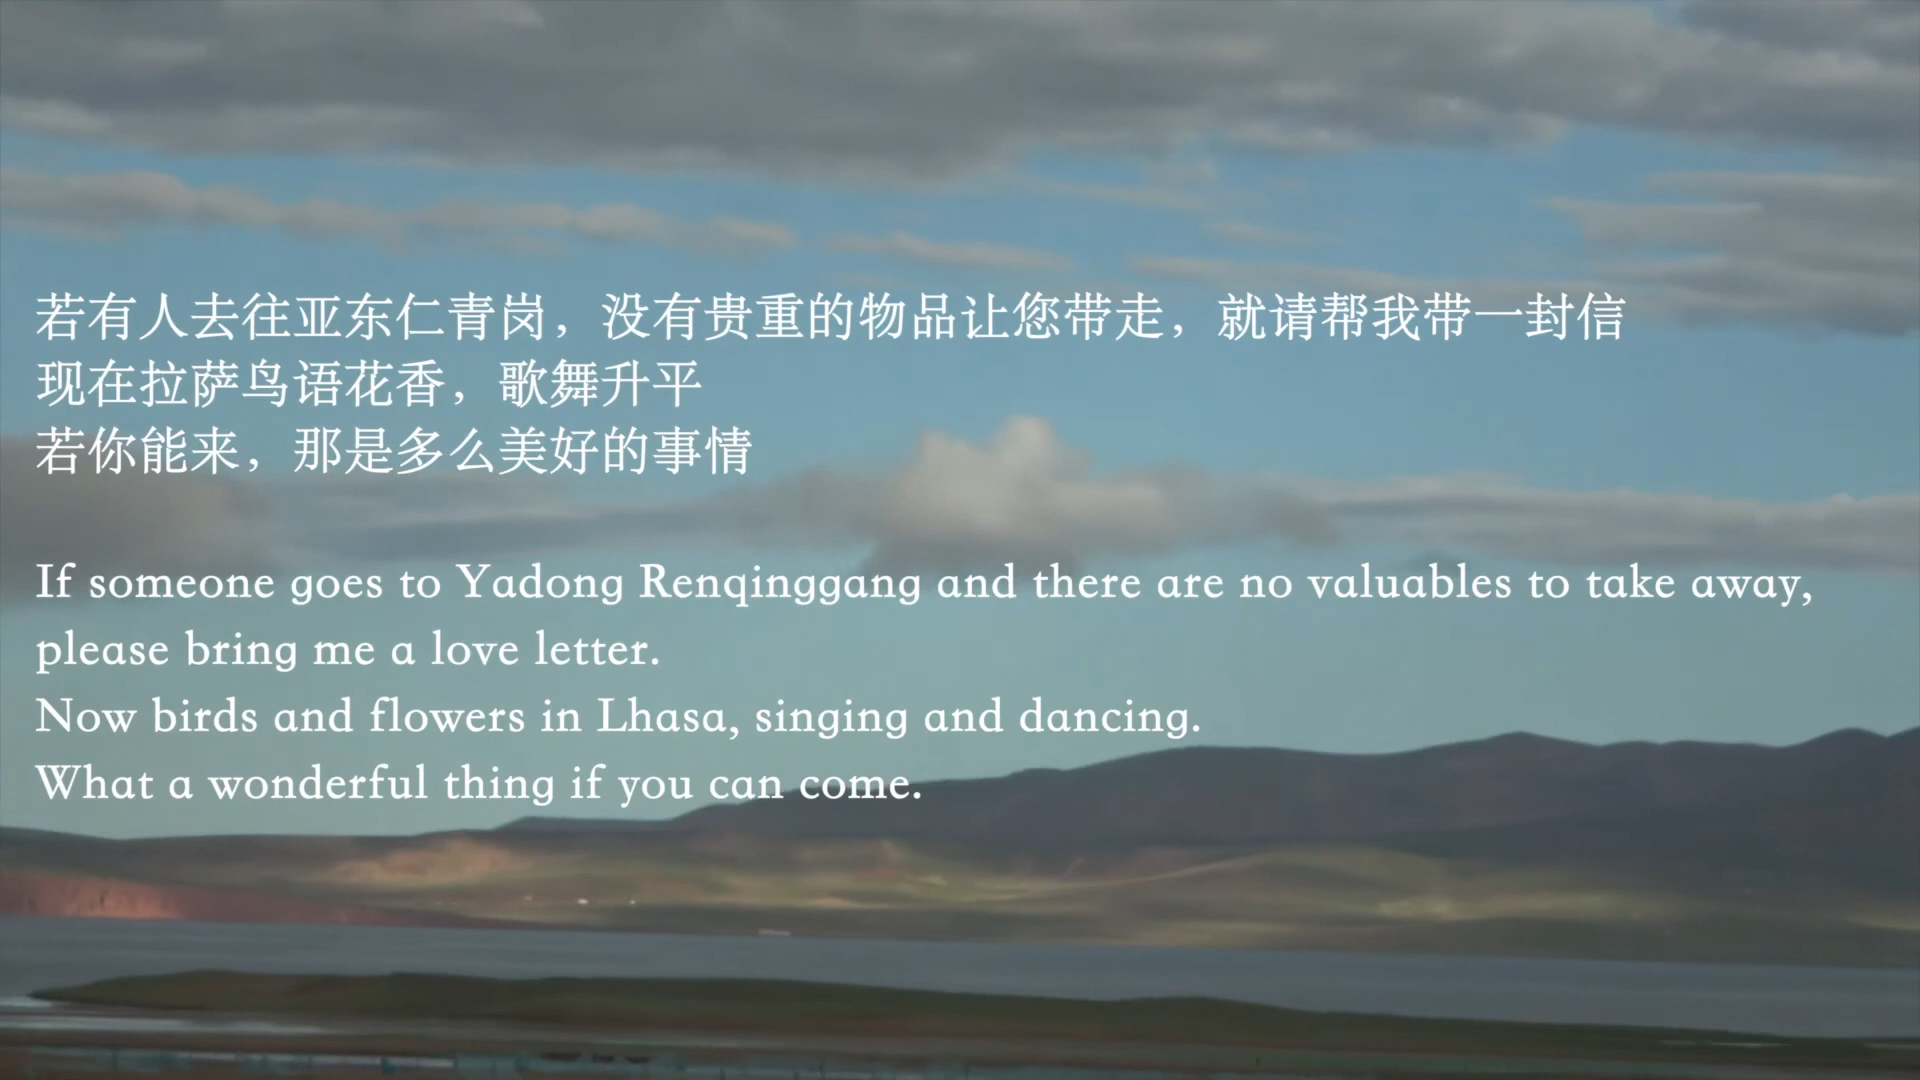 若有人去往亚东仁青岗，没有贵重的物品让您带走，就请帮我带一封信
现在拉萨鸟语花香，歌舞升平
若你能来，那是多么美好的事情
If someone goes to Yadong Renqinggang and there are no valuables to take away,
please bring me a love letter.
Now birds and flowers in Lhasa, singing and dancing.
What a wonderful thing if you can come.